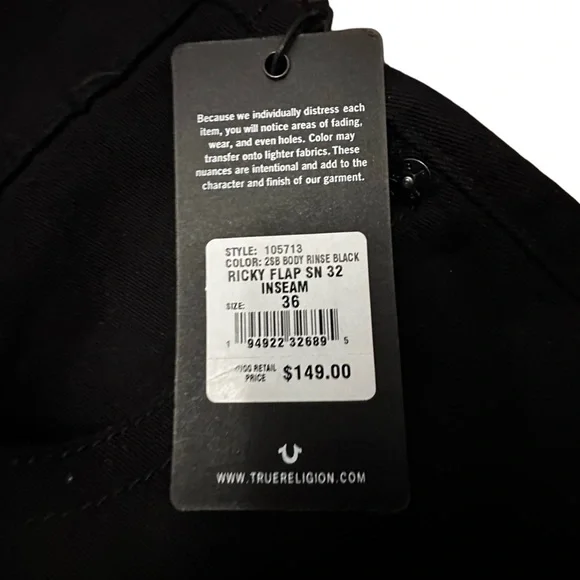 Because we individually distress each
item, you will notice areas of fading,
wear, and even holes. Color may
transfer onto lighter fabrics. These
nuances are intentional and add to the
character and finish of our garment.
STYLE: 105713
COLOR: 2SB BODY RINSE BLACK
RICKY FLAP SN 32
INSEAM
SIZE: 36
1 94922 32689 5
RETAIL
PRICE $149.00
WWW.TRUERELIGION.COM